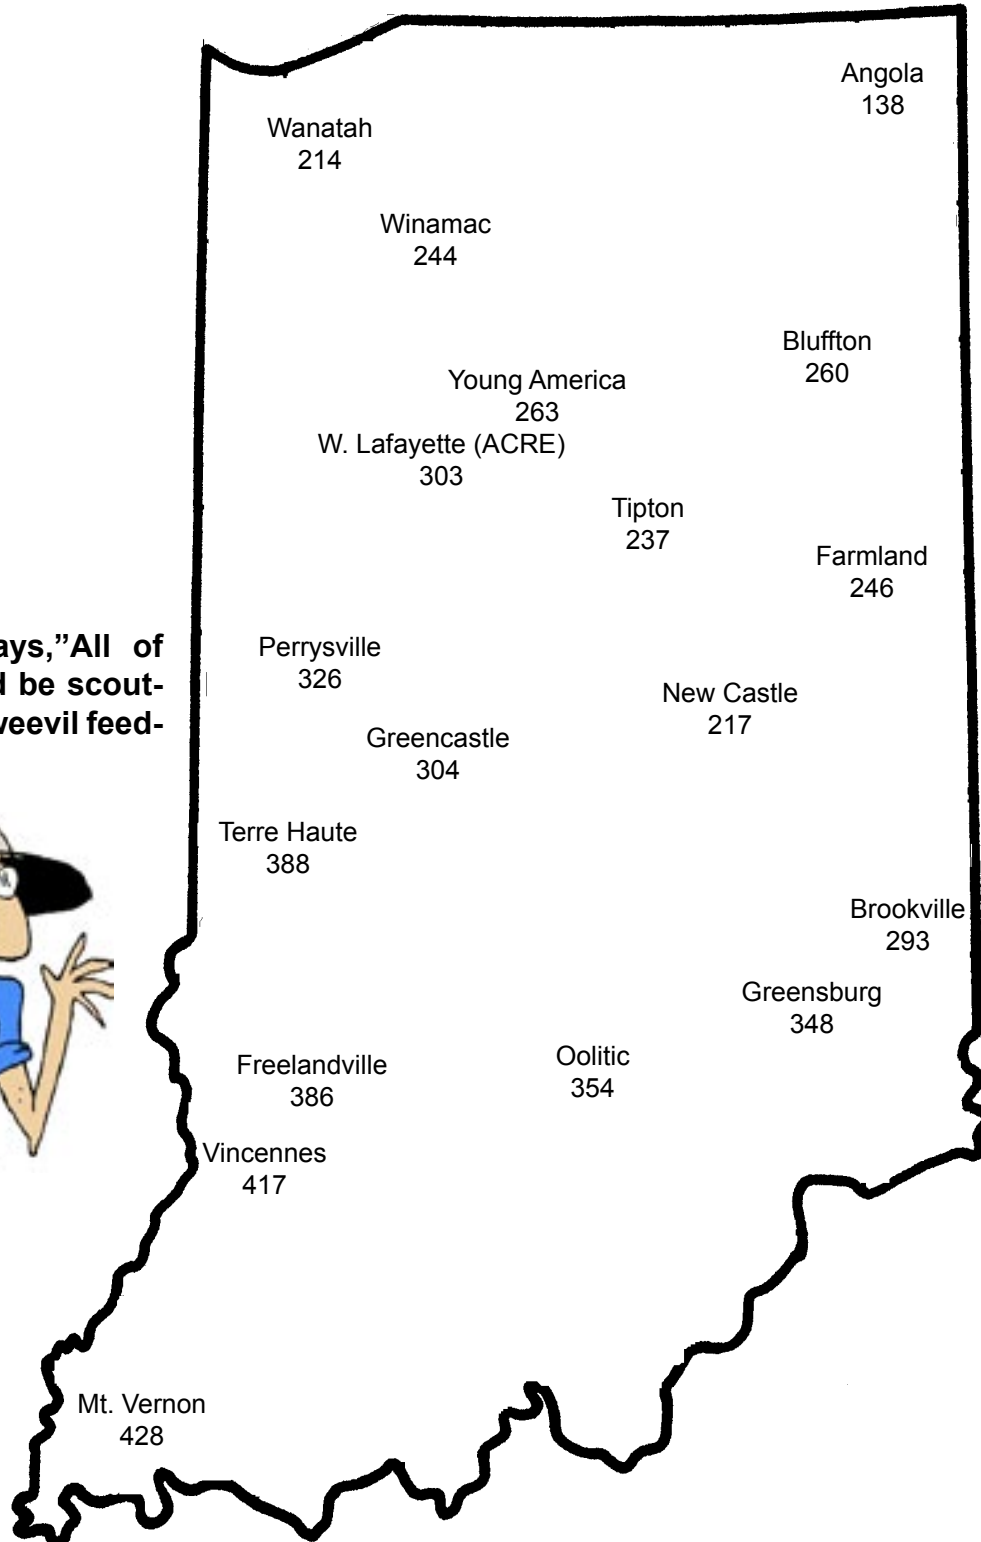 Angola
138
Wanatah
214
Winamac
244
Bluffton
260
Young America
263
W. Lafayette (ACRE)
303
Tipton
237
Farmland
246
ays,”All of
d be scout-
veevil feed-
Perrysville
326
New Castle
217
Greencastle
304
Terre Haute
388
Brookville
293
Greensburg
348
Oolitic
354
Freelandville
386
Vincennes
417
Mt. Vernon
428